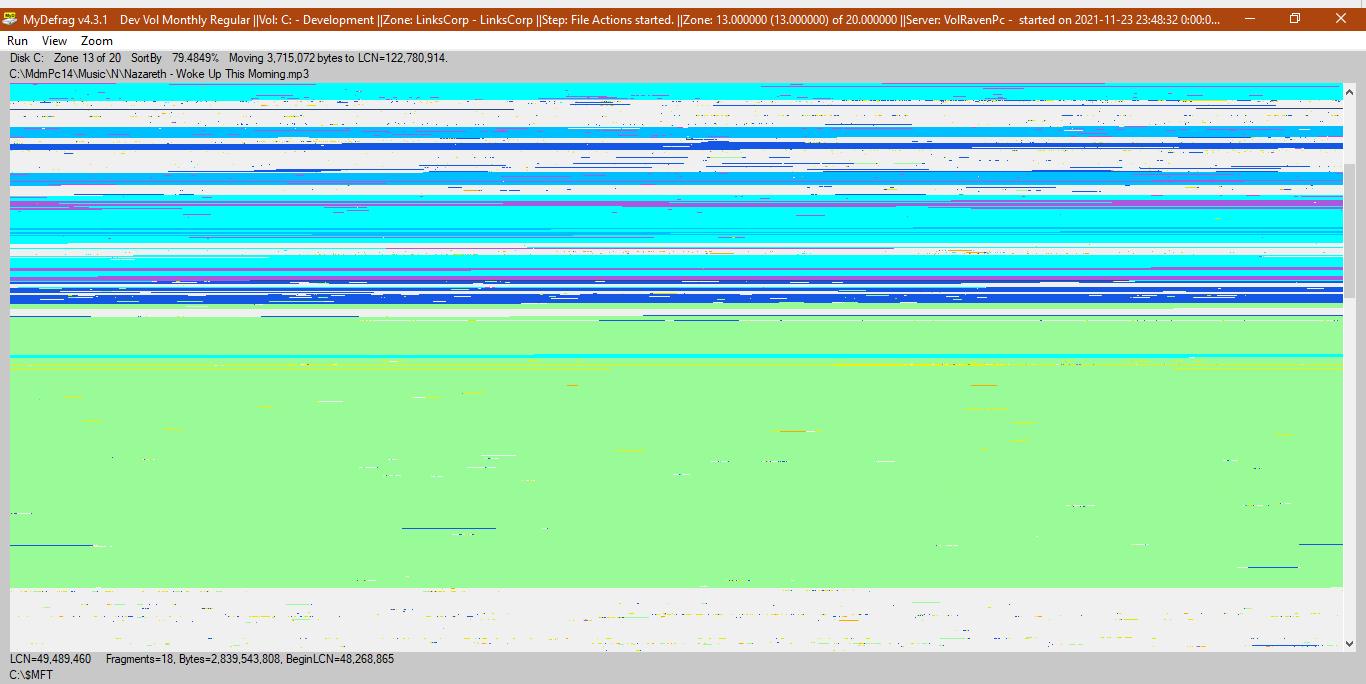 MyDefrag v4.3.1 Dev Vol Monthly Regular ||Vol: C: - Development ||Zone: LinksCorp - LinksCorp ||Step: File Actions started. ||Zone: 13.000000 (13.000000) of 20.000000 ||Server: VolRavenPc - started on 2021-11-23 23:48:32 0:00:0...
Run View Zoom
Disk C: Zone 13 of 20 SortBy 79.4849% Moving 3,715,072 bytes to LCN=122,780,914.
C:\MdmPc14\Music\N\Nazareth - Woke Up This Morning.mp3
LCN=49,489,460 Fragments=18, Bytes=2,839,543,808, BeginLCN=48,268,865
C:\$MFT